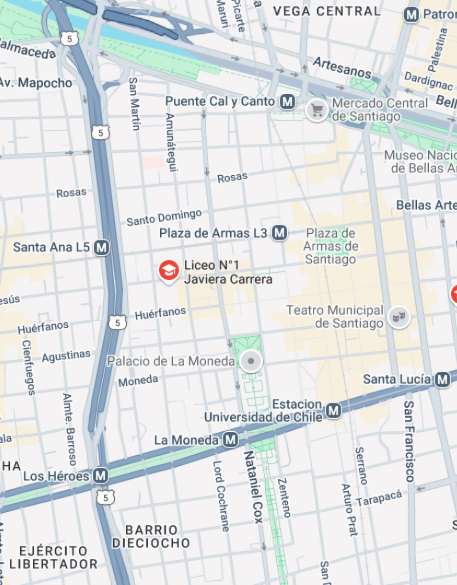 VEGA CENTRAL
Maruri
Picarte
Patron
5
Balmaceda
Palestina
Artesanos
Dardignac
Av. Mapocho
San Martín
Amunátegui
Puente Cal y Canto
Mercado Central
de Santiago
5
Museo Nacio
de Bellas Ar
Rosas
Rosas
Santo Domingo
Bellas Arte
Plaza de Armas L3
Plaza de
Armas de
Santiago
Santa Ana L5
Liceo N°1
Javiera Carrera
Huérfanos
Huérfanos
5
Teatro Municipal
de Santiago
Agustinas
Cienfuegos
Palacio de La Moneda
Moneda
Santa Lucía
Almte. Barroso
Estacion
Universidad de Chile
La Moneda
San Francisco
Los Héroes
5
Lord Cochrane
Nataniel Cox
Zenteno
Serrano
Arturo Prat
Tarapacá
BARRIO
DIECIOCHO
EJÉRCITO
LIBERTADOR